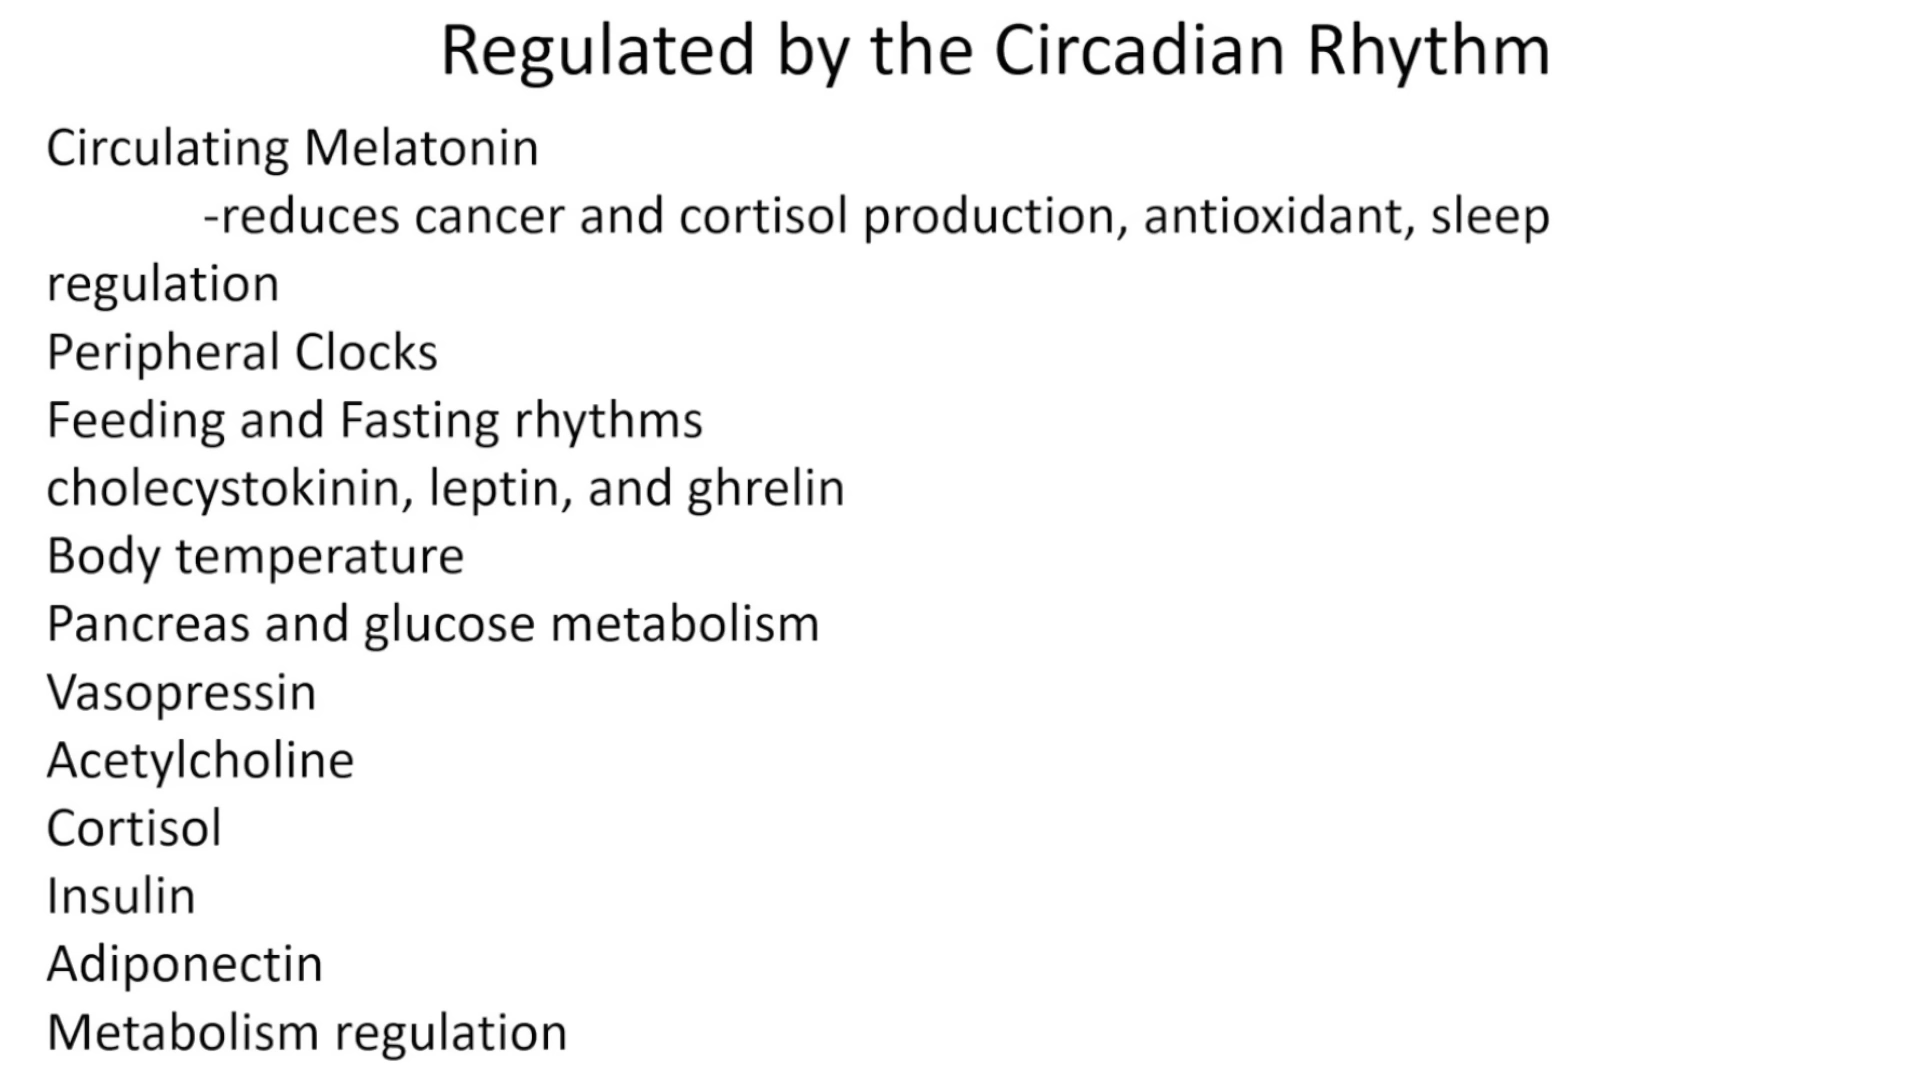 Regulated by the Circadian Rhythm
Circulating Melatonin
-reduces cancer and cortisol production, antioxidant, sleep
regulation
Peripheral Clocks
Feeding and Fasting rhythms
cholecystokinin, leptin, and ghrelin
Body temperature
Pancreas and glucose metabolism
Vasopressin
Acetylcholine
Cortisol
Insulin
Adiponectin
Metabolism regulation